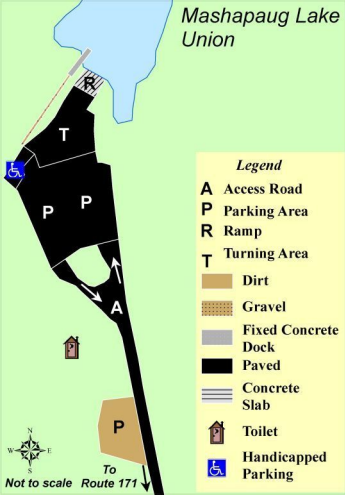 Mashapaug Lake
Union
R
T
P
P
A
P
N
W
E
S
Not to scale
To
Route 171
Legend
A Access Road
P Parking Area
R Ramp
T Turning Area
Dirt
Gravel
Fixed Concrete
Dock
Paved
Concrete
Slab
Toilet
Handicapped
Parking